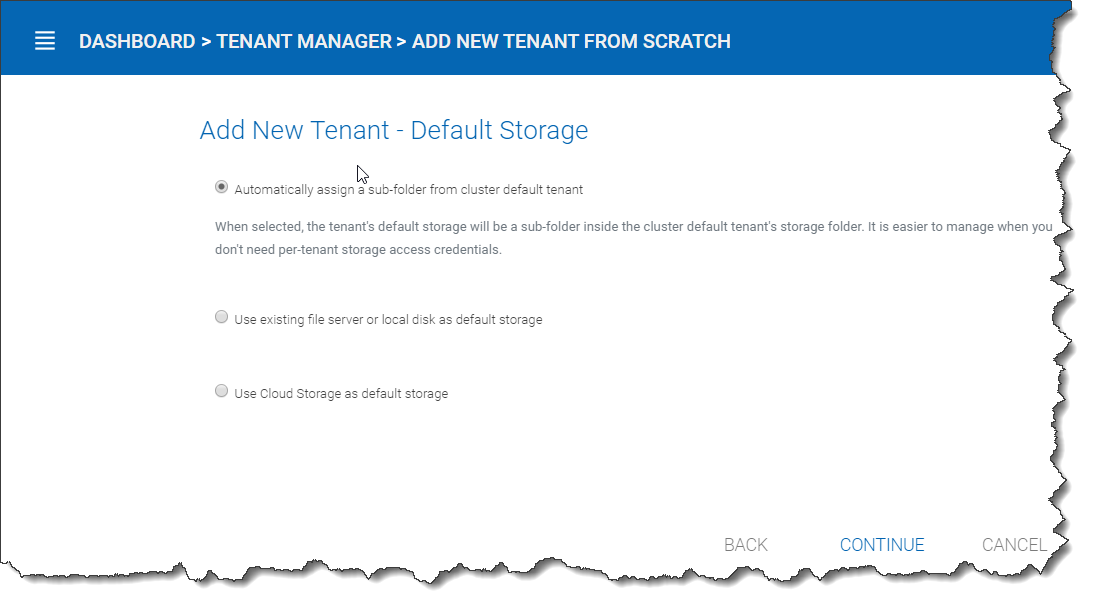 DASHBOARD > TENANT MANAGER > ADD NEW TENANT FROM SCRATCH
Add New Tenant - Default Storage
Automatically assign a sub-folder from cluster default tenant
When selected, the tenant's default storage will be a sub-folder inside the cluster default tenant's storage folder. It is easier to manage when you
don't need per-tenant storage access credentials.
Use existing file server or local disk as default storage
Use Cloud Storage as default storage
BACK CONTINUE CANCEL